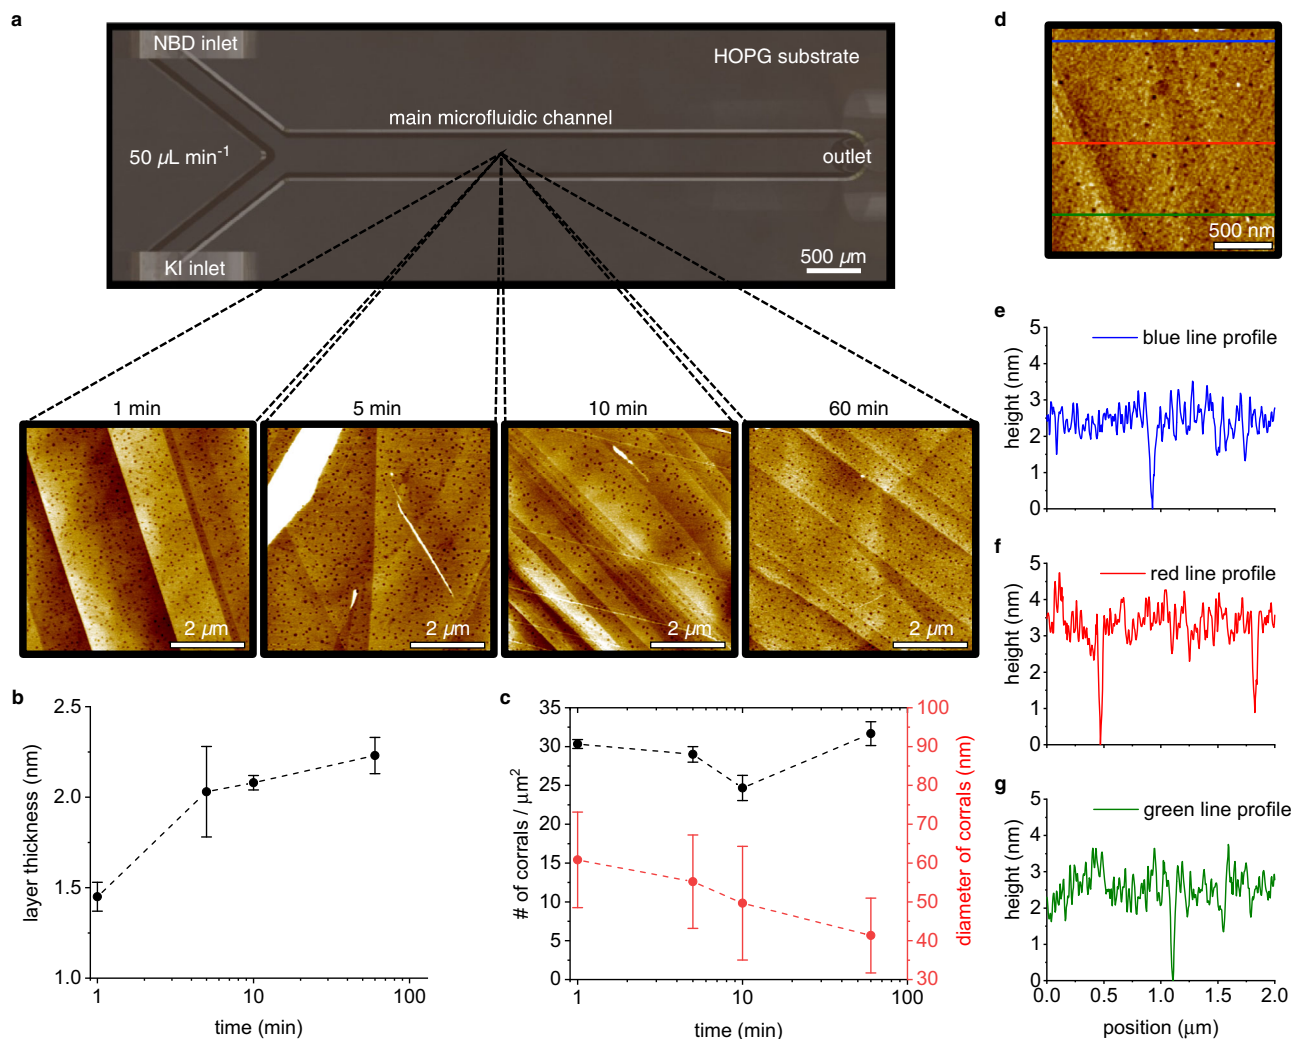 a
NBD inlet
HOPG substrate
main microfluidic channel
50 µL min⁻¹
outlet
KI inlet
500 µm
1 min
5 min
10 min
60 min
2 µm
2 µm
2 µm
2 µm
b
2.5
2.0
1.5
1.0
layer thickness (nm)
1
10
100
time (min)
c
35
30
25
20
15
10
5
0
# of corrals / µm²
100
90
80
70
60
50
40
30
diameter of corrals (nm)
1
10
100
time (min)
d
500 nm
e
5
4
3
2
1
0
height (nm)
blue line profile
f
5
4
3
2
1
0
height (nm)
red line profile
g
5
4
3
2
1
0
height (nm)
green line profile
0.0
0.5
1.0
1.5
2.0
position (µm)